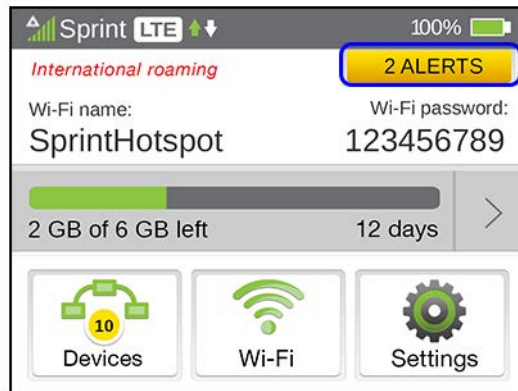 Sprint LTE 100%
International roaming 2 ALERTS
Wi-Fi name: Wi-Fi password:
SprintHotspot 123456789
2 GB of 6 GB left 12 days
10
Devices Wi-Fi Settings